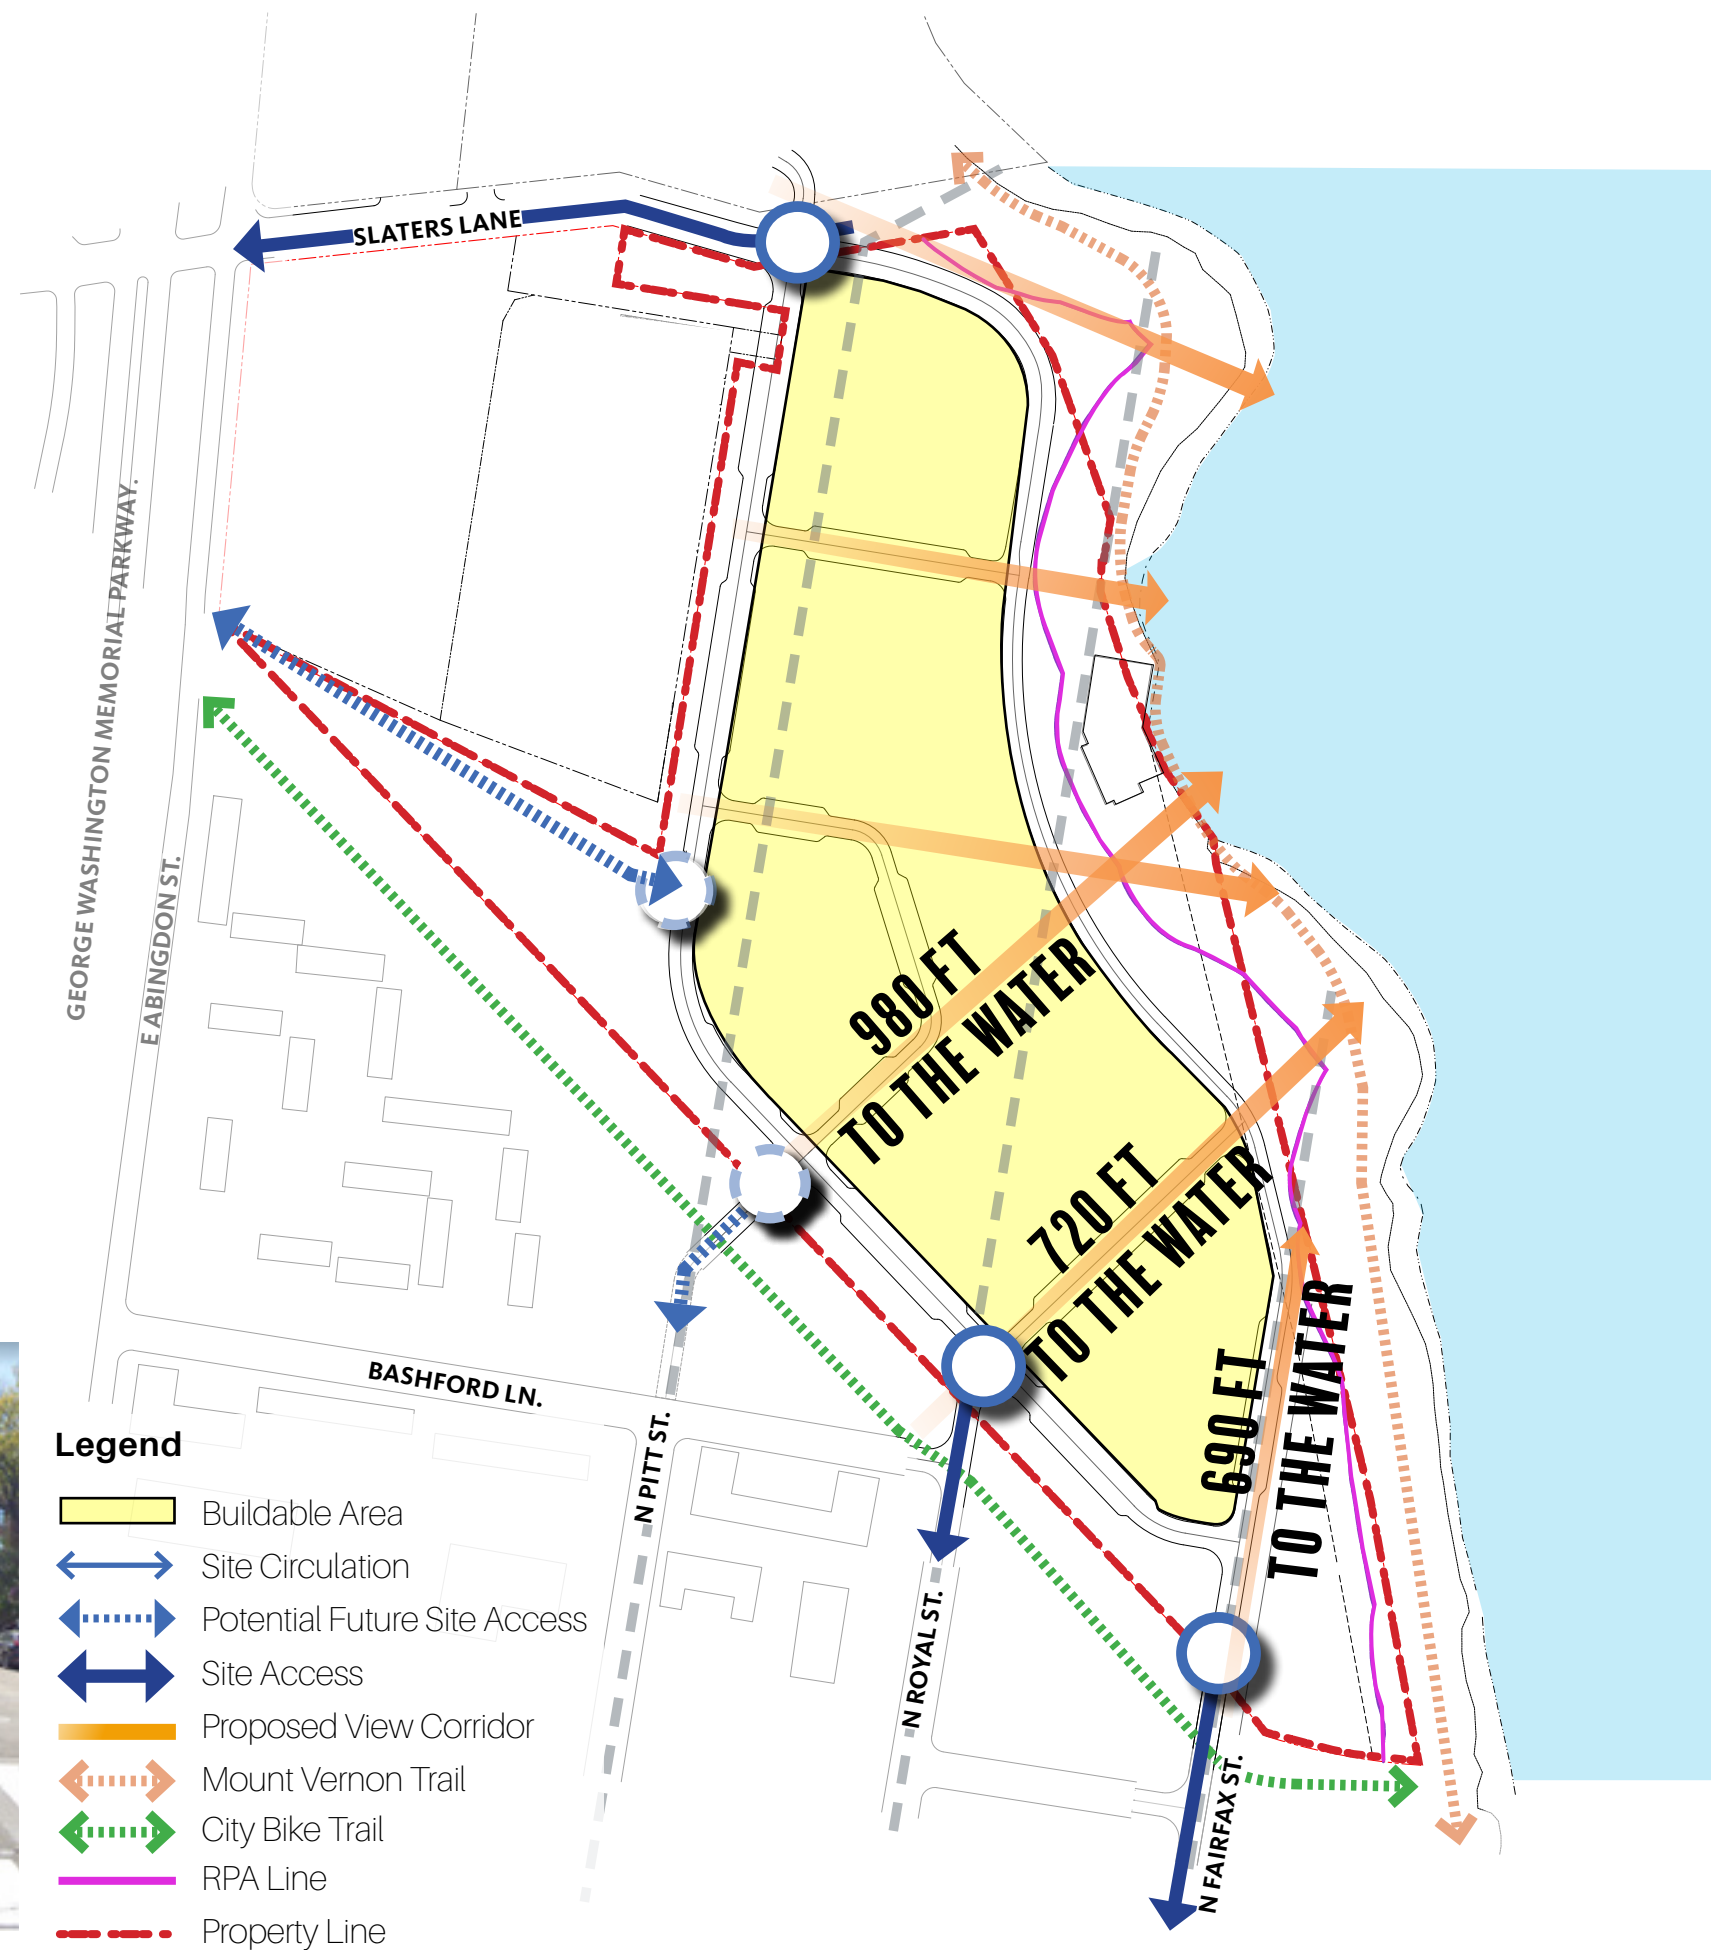 SLATERS LANE
GEORGE WASHINGTON MEMORIAL PARKWAY.
E ABINGDON ST.
980 FT
TO THE WATER
720 FT
TO THE WATER
690 FT
TO THE WATER
BASHFORD LN.
N PITT ST.
N ROYAL ST.
N FAIRFAX ST.
Legend
Buildable Area
Site Circulation
Potential Future Site Access
Site Access
Proposed View Corridor
Mount Vernon Trail
City Bike Trail
RPA Line
Property Line